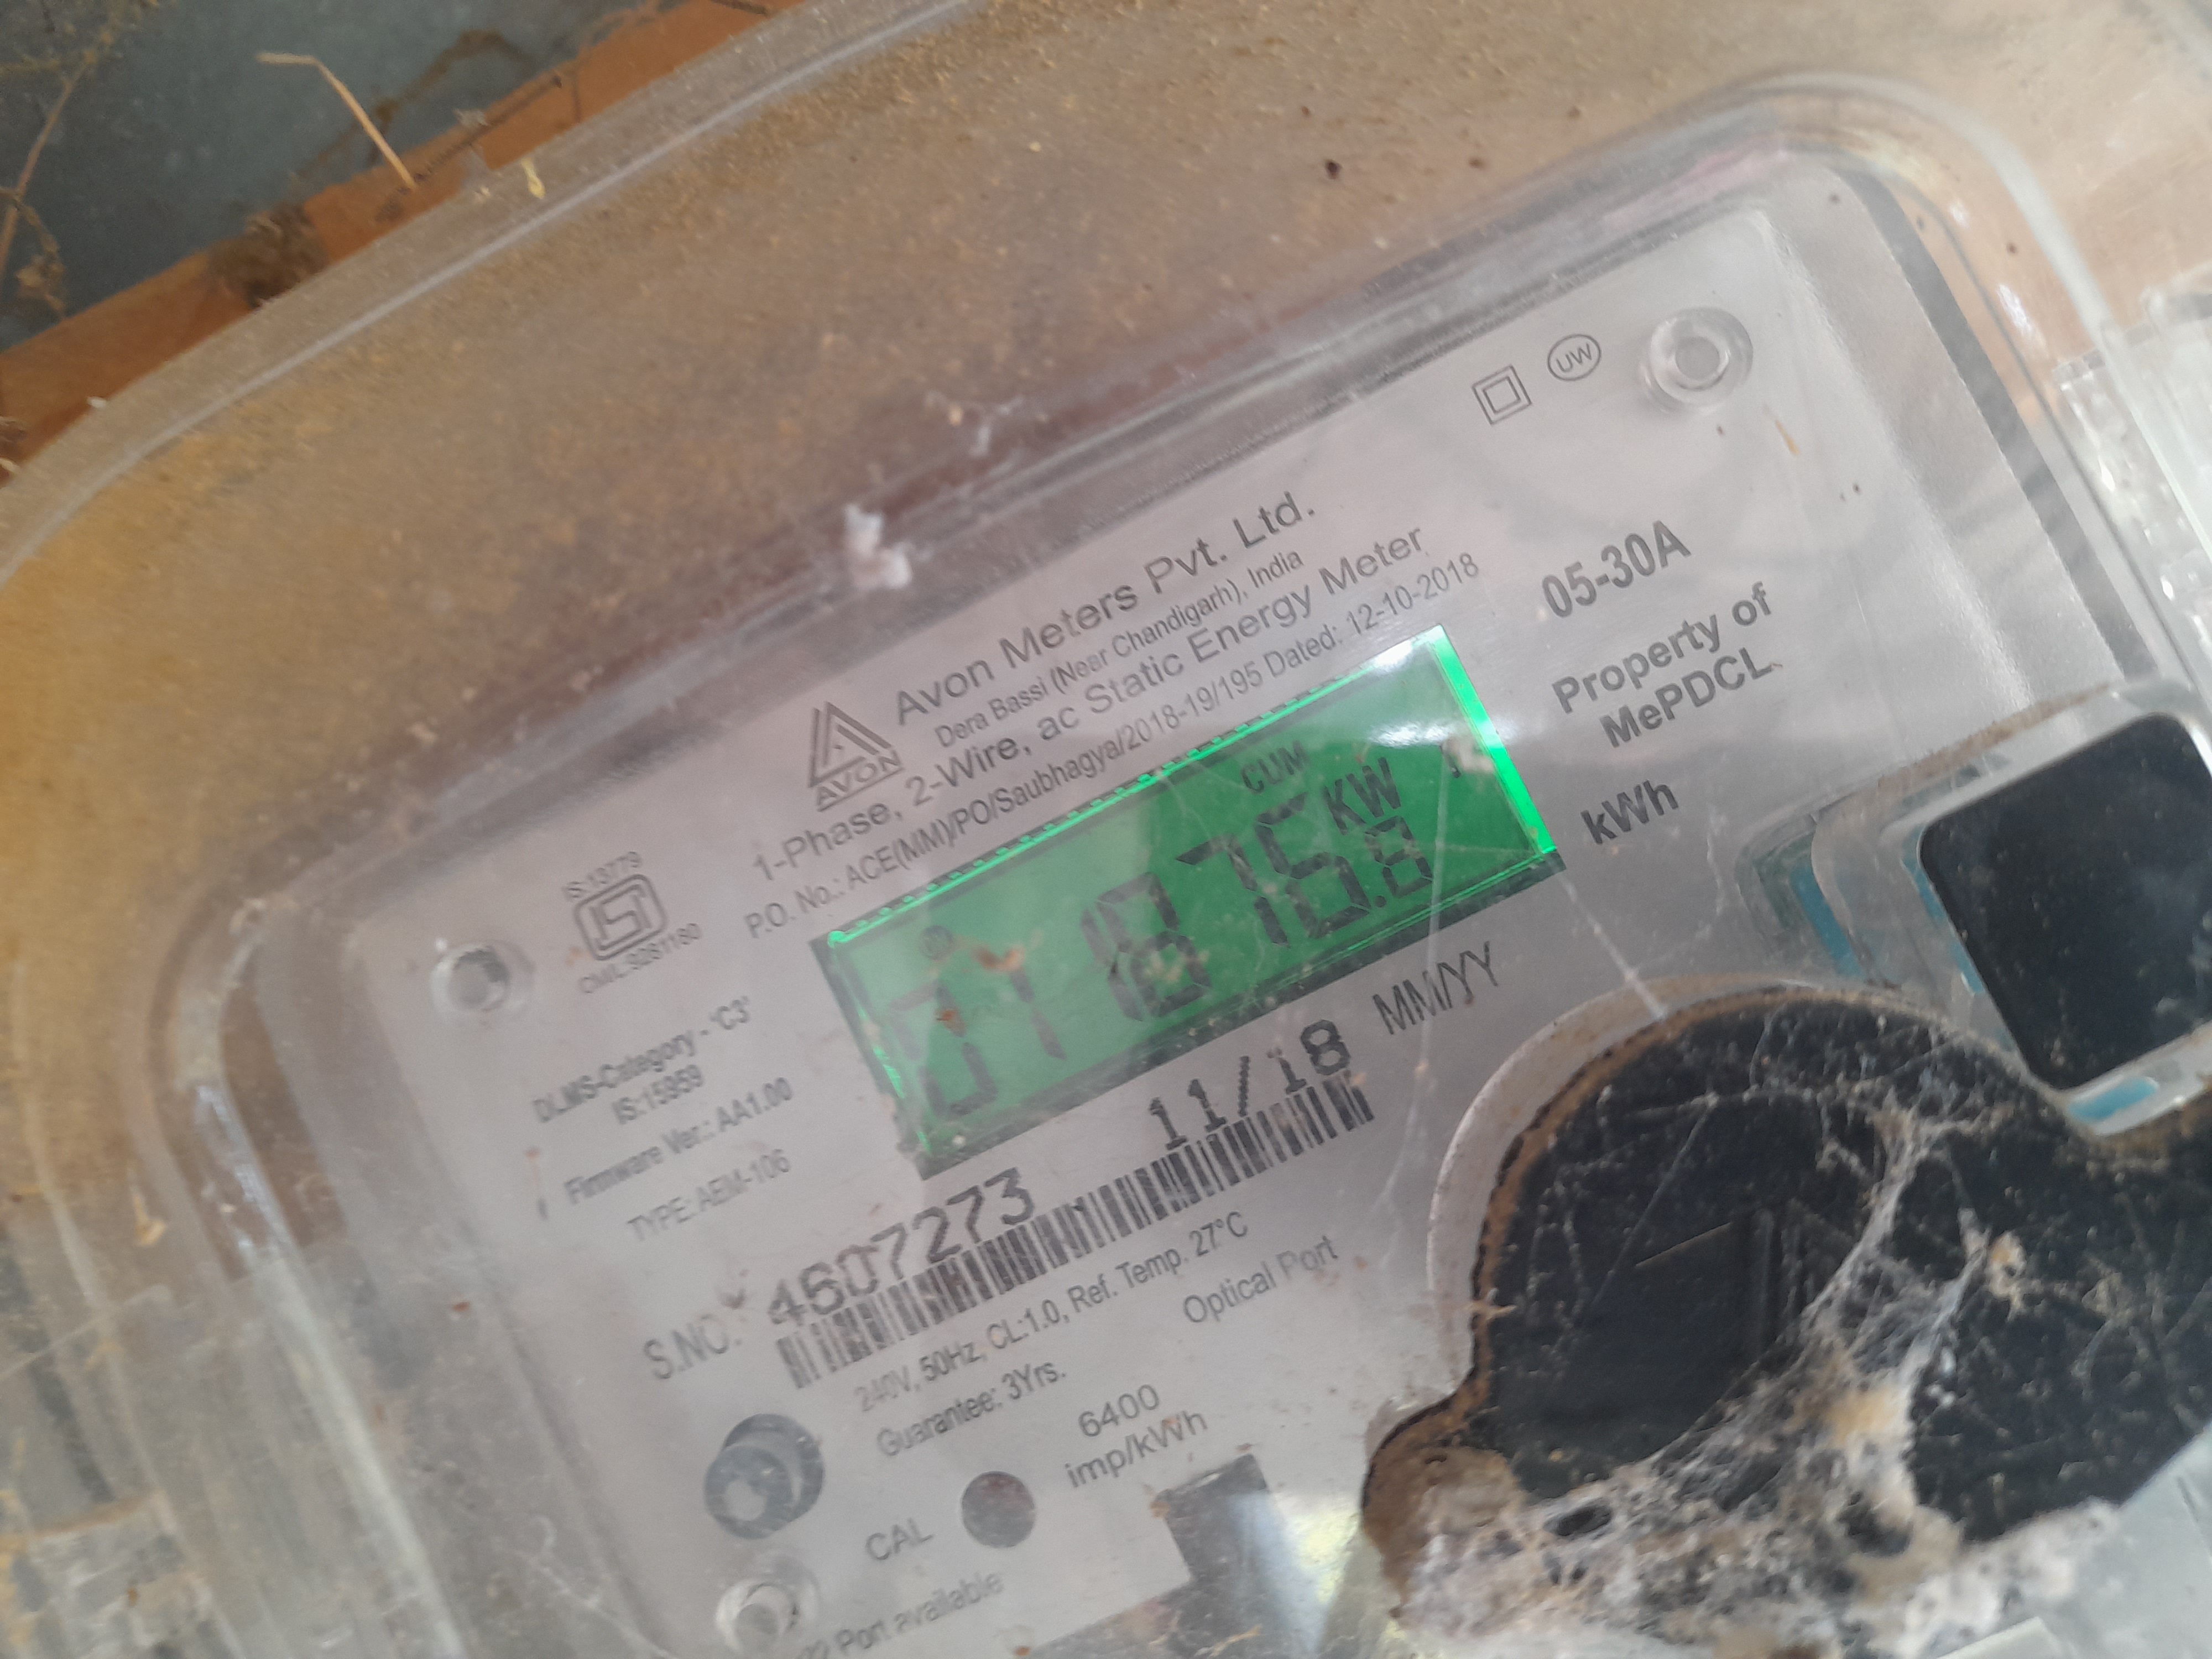 UW
Avon Meters Pvt. Ltd.
Dera Bassi (Near Chandigarh), India
AVON
1-Phase, 2-Wire, ac Static Energy Meter
P.O. No.: ACE(MM)/PO/Saubhagya/2018-19/195 Dated: 12-10-2018
05-30A
Property of
MePDCL
IS:13779
ISI
CUM
KW
kWh
DLMS-Category - 'C3'
IS:15959
Firmware Ver.: AA1.00
TYPE: AEM-106
11/18 MM/YY
S.NO. 4607273
240V, 50Hz, CL:1.0, Ref. Temp. 27°C
Guarantee: 3Yrs.
Optical Port
6400
imp/kWh
CAL
Port available